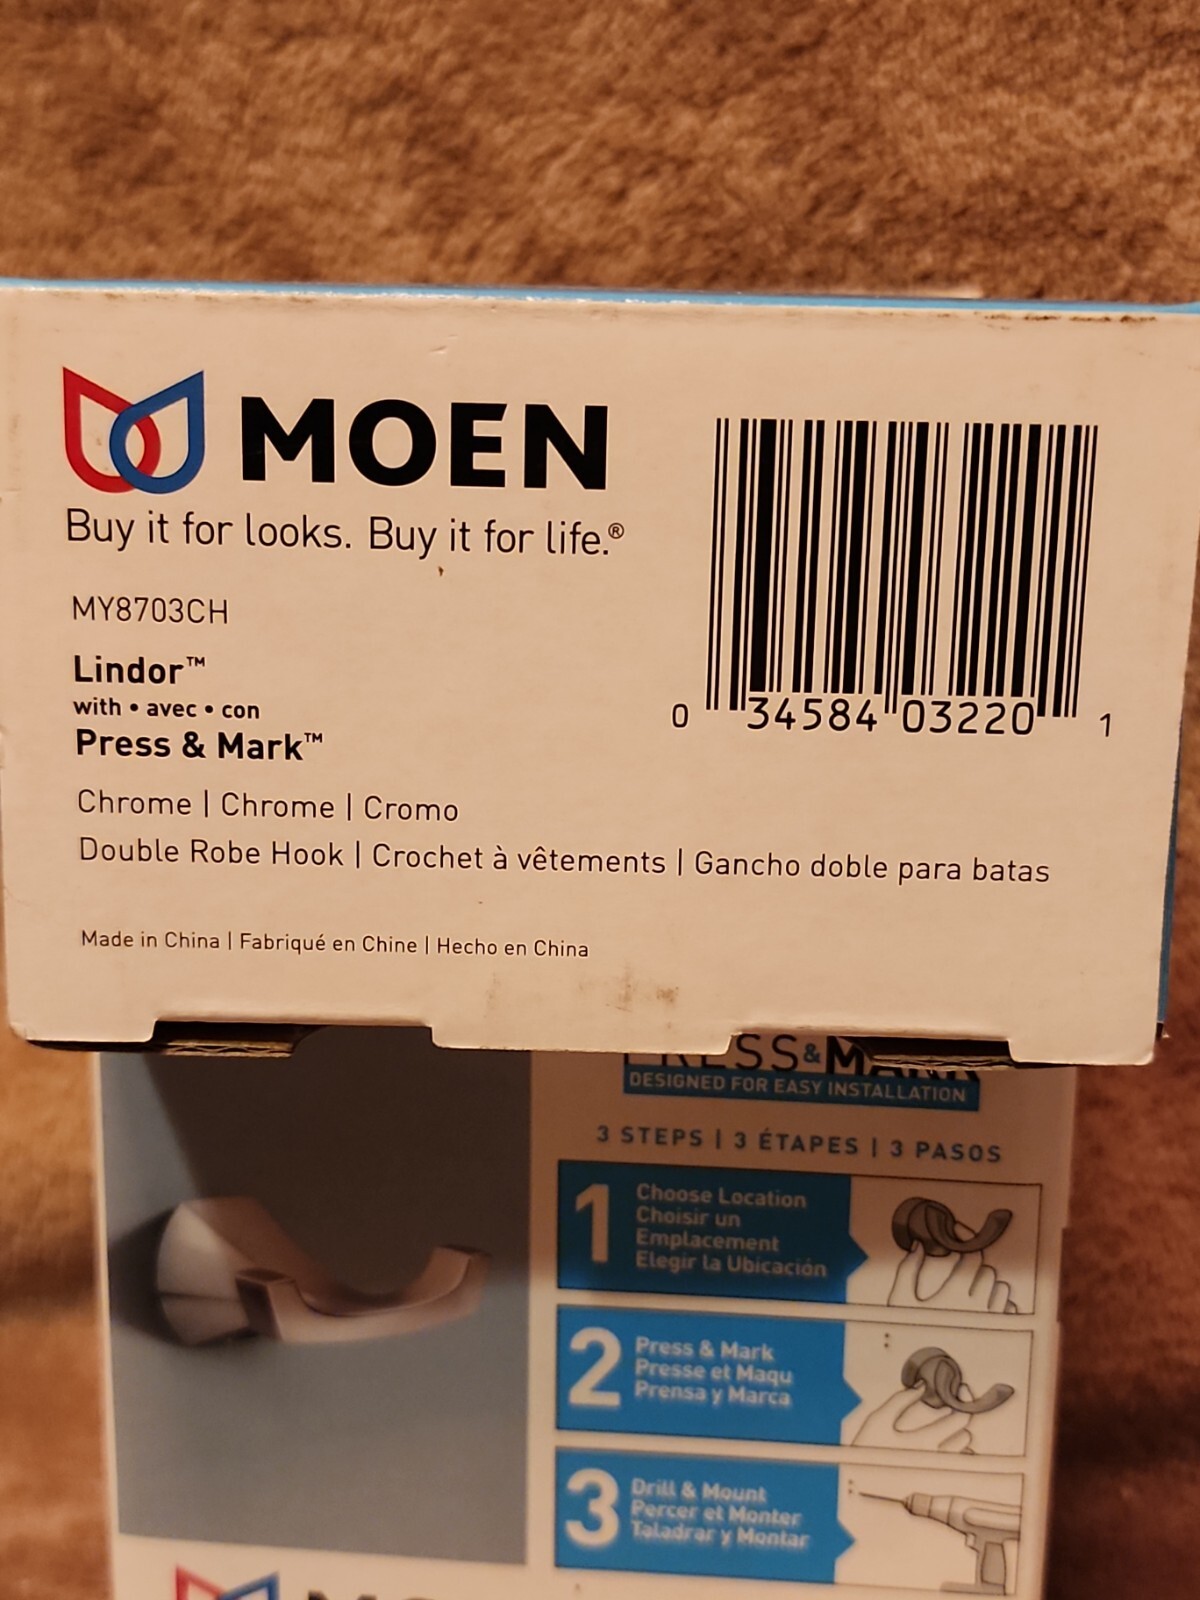 MOEN
Buy it for looks. Buy it for life.®
MY8703CH
Lindor™
with • avec • con
Press & Mark™
Chrome | Chrome | Cromo
Double Robe Hook | Crochet à vêtements | Gancho doble para batas
Made in China | Fabriqué en Chine | Hecho en China
0 34584 03220 1
PRESS & MARK
DESIGNED FOR EASY INSTALLATION
3 STEPS | 3 ÉTAPES | 3 PASOS
1
Choose Location
Choisir un
Emplacement
Elegir la Ubicación
2
Press & Mark
Presse et Maqu
Prensa y Marca
3
Drill & Mount
Percer et Monter
Taladrar y Montar
MOEN